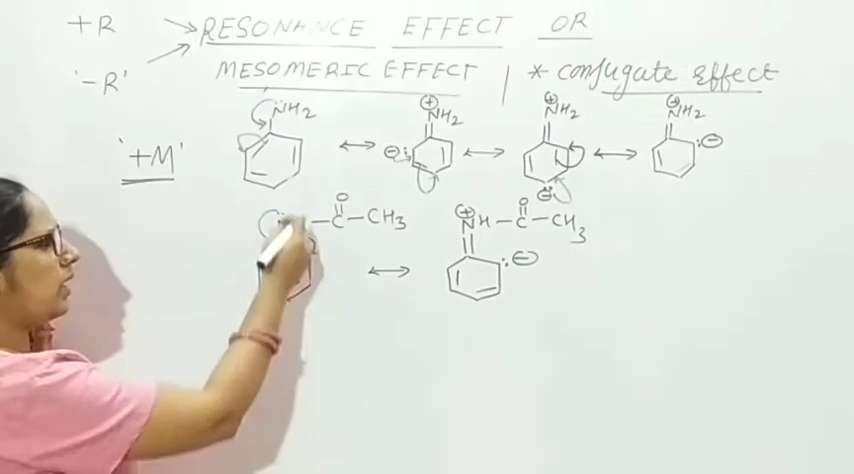 +R RESONANCE EFFECT OR
'-R' MESOMERIC EFFECT | * conjugate effect
'+M' NH2 ↔ ⊕ NH2 ⊖ ↔ ⊕ NH2 ⊖ ↔ ⊕ NH2 ⊖
O O
-C-CH3 ↔ ⊕ NH-C-CH3
⊖